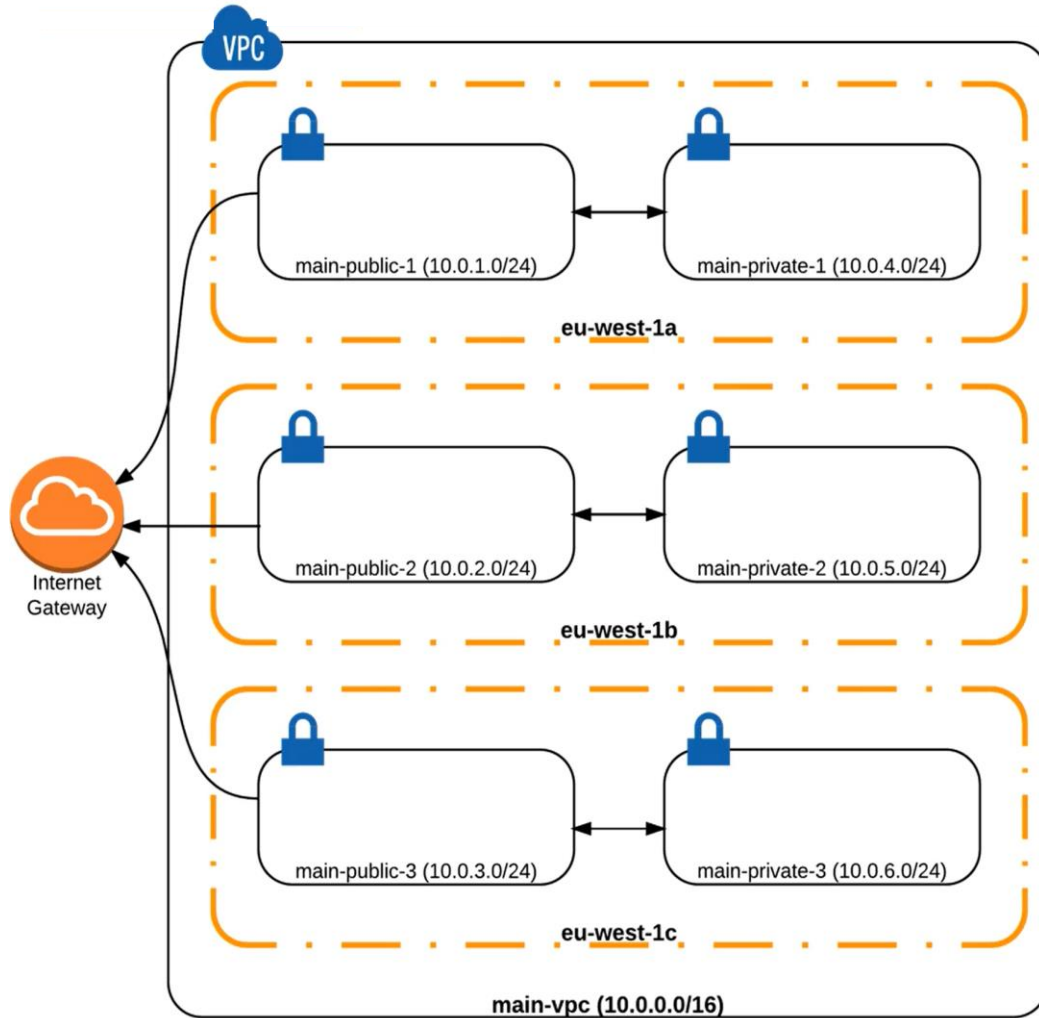 VPC
main-public-1 (10.0.1.0/24)
main-private-1 (10.0.4.0/24)
eu-west-1a
main-public-2 (10.0.2.0/24)
main-private-2 (10.0.5.0/24)
Internet
Gateway
eu-west-1b
main-public-3 (10.0.3.0/24)
main-private-3 (10.0.6.0/24)
eu-west-1c
main-vpc (10.0.0.0/16)